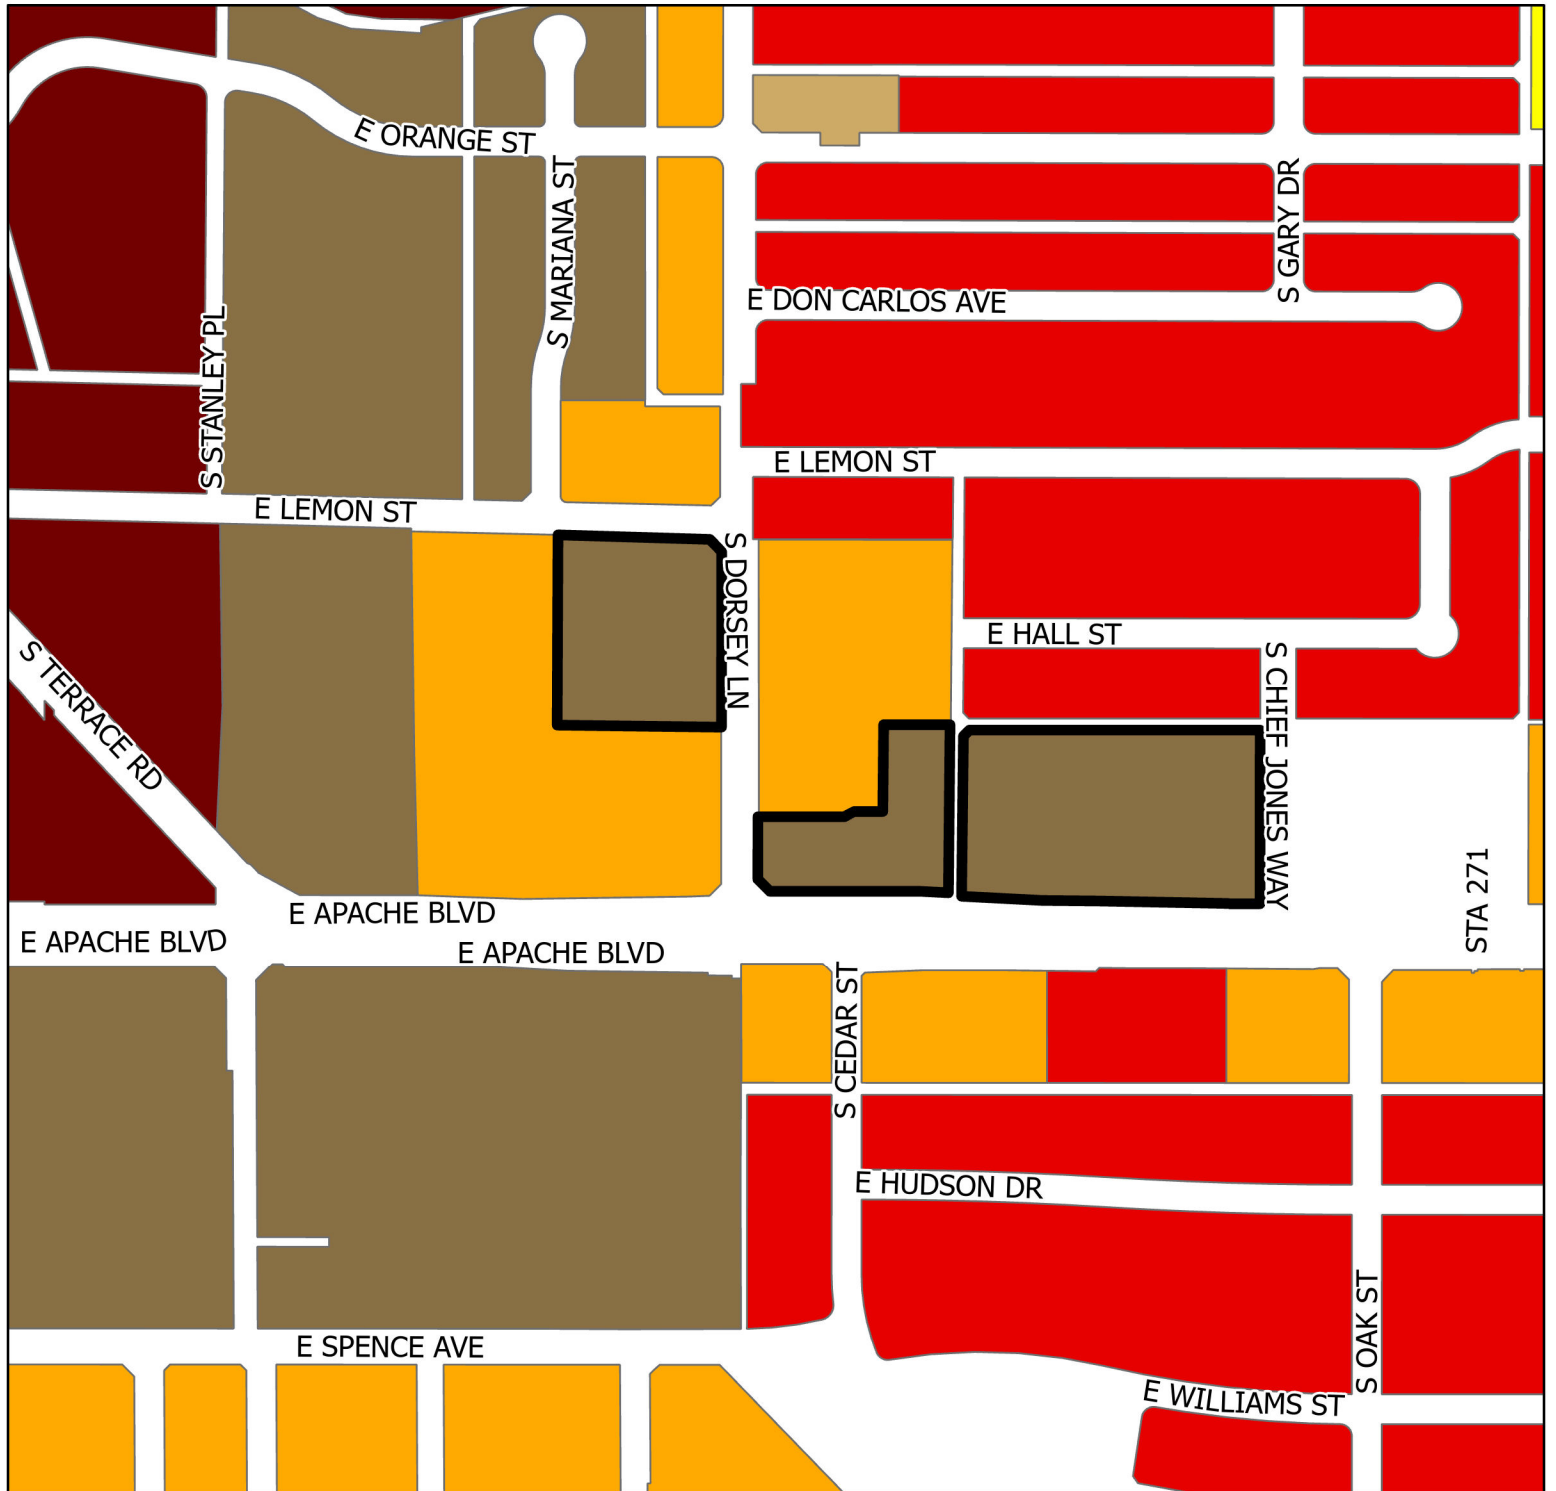 E ORANGE ST
S MARIANA ST
S GARY DR
E DON CARLOS AVE
S STANLEY PL
E LEMON ST
E LEMON ST
S DORSEY LN
E HALL ST
S TERRACE RD
S CHIEF JONES WAY
STA 271
E APACHE BLVD
E APACHE BLVD
E APACHE BLVD
S CEDAR ST
E HUDSON DR
S OAK ST
E SPENCE AVE
E WILLIAMS ST